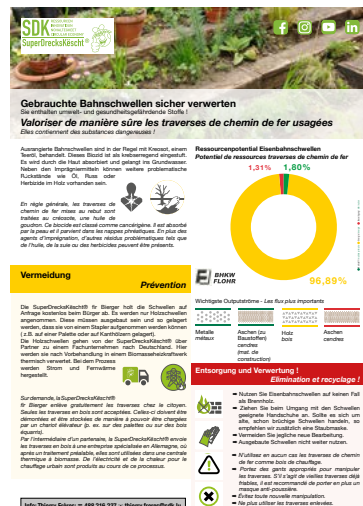 SDK
SuperDrecksKëscht®
Gebrauchte Bahnschwellen sicher verwerten
Sie enthalten umwelt- und gesundheitsgefährdende Stoffe !
Valoriser de manière sûre les traverses de chemin de fer usagées
Elles contiennent des substances dangereuses !
Ausrangierte Bahnschwellen sind in der Regel mit Kreosot, einem
Teeröl, behandelt. Dieses Biozid ist als krebserregend eingestuft.
Es wird durch die Haut absorbiert und gelangt ins Grundwasser.
Neben den Imprägniermitteln können weitere problematische
Rückstände wie Öl, Russ oder
Herbizide im Holz vorhanden sein.
En règle générale, les traverses de
chemin de fer mises au rebut sont
traitées au créosote, une huile de
goudron. Ce biocide est classé comme cancérigène. Il est absorbé
par la peau et il parvient dans les nappes phréatiques. En plus des
agents d'imprégnation, d'autres résidus problématiques tels que
de l'huile, de la suie ou des herbicides peuvent être présents.
Ressourcenpotential Eisenbahnschwellen
Potentiel de ressources traverses de chemin de fer
1,31%
1,80%
96,89%
BHKW
FLOHR
Wichtigste Outputströme - Les flux plus importants
Metalle
métaux
Aschen (zu
Baustoffen)
cendres
(mat. de
construction)
Holz
bois
Aschen
cendres
Vermeidung
Prévention
Die SuperDrecksKëscht® fir Bierger holt die Schwellen auf
Anfrage kostenlos beim Bürger ab. Es werden nur Holzschwellen
angenommen. Diese müssen ausgebaut sein und so gelagert
werden, dass sie von einem Stapler aufgenommen werden können
( z.B. auf einer Palette oder auf Kanthölzern gelagert).
Die Holzschwellen gehen von der SuperDrecksKëscht® über
Partner zu einem Fachunternehmen nach Deutschland. Hier
werden sie nach Vorbehandlung in einem Biomasseheizkraftwerk
thermisch verwertet. Bei dem Prozess
werden Strom und Fernwärme
hergestellt.
Sur demande, la SuperDrecksKëscht®
fir Bierger enlève gratuitement les traverses chez le citoyen.
Seules les traverses en bois sont acceptées. Celles-ci doivent être
démontées et être stockées de manière à pouvoir être chargées
par un chariot élévateur (p. ex. sur des palettes ou sur des bois
équarris).
Par l'intermédiaire d'un partenaire, la SuperDrecksKëscht® envoie
les traverses en bois à une entreprise spécialisée en Allemagne, où
après un traitement préalable, elles sont utilisées dans une centrale
thermique à biomasse. De l'électricité et de la chaleur pour le
chauffage urbain sont produits au cours de ce processus.
Entsorgung und Verwertung !
Elimination et recyclage !
➡ Nutzen Sie Eisenbahnschwellen auf keinen Fall
als Brennholz.
➡ Ziehen Sie beim Umgang mit den Schwellen
geeignete Handschuhe an. Sollte es sich um
alte, schon brüchige Schwellen handeln, so
empfehlen wir zusätzlich eine Staubmaske.
➡ Vermeiden Sie jegliche neue Bearbeitung.
➡ Ausgebaute Schwellen nicht weiter nutzen.
➡ N'utiliser en aucun cas les traverses de chemin
de fer comme bois de chauffage.
➡ Portez des gants appropriés pour manipuler
les traverses. S'il s'agit de vieilles traverses déjà
friables, il est recommandé de porter en plus un
masque anti-poussière.
➡ Évitez toute nouvelle manipulation.
➡ Ne plus utiliser les traverses enlevées.